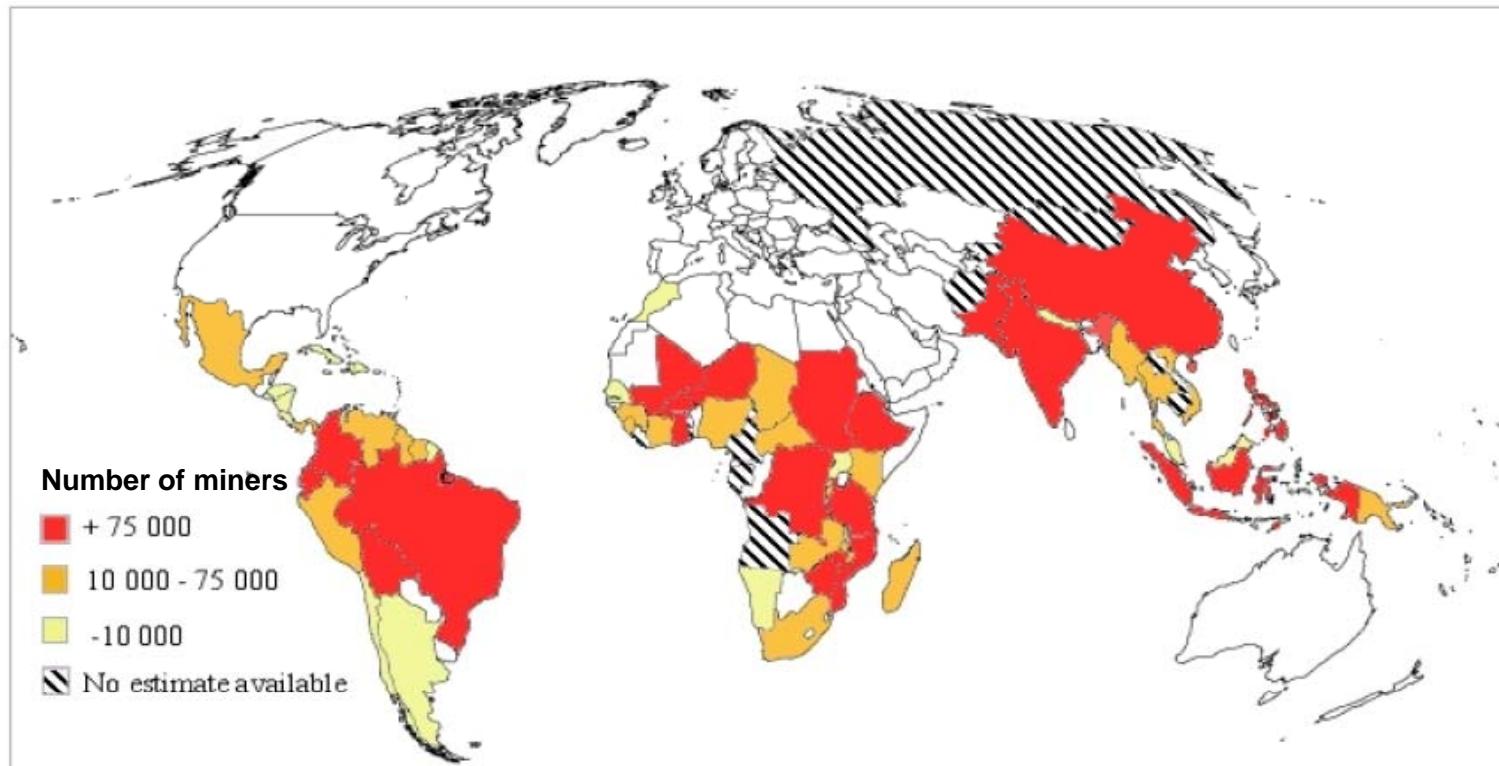 Number of miners
+ 75 000
10 000 - 75 000
-10 000
No estimate available